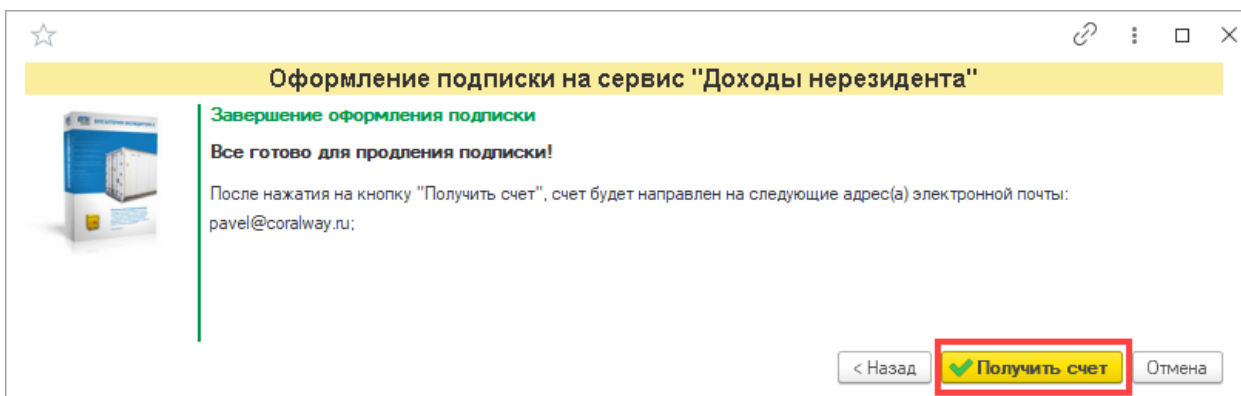 Оформление подписки на сервис "Доходы нерезидента"
Завершение оформления подписки
Все готово для продления подписки!
После нажатия на кнопку "Получить счет", счет будет направлен на следующие адрес(а) электронной почты:
pavel@coralway.ru;
< Назад
Получить счет
Отмена